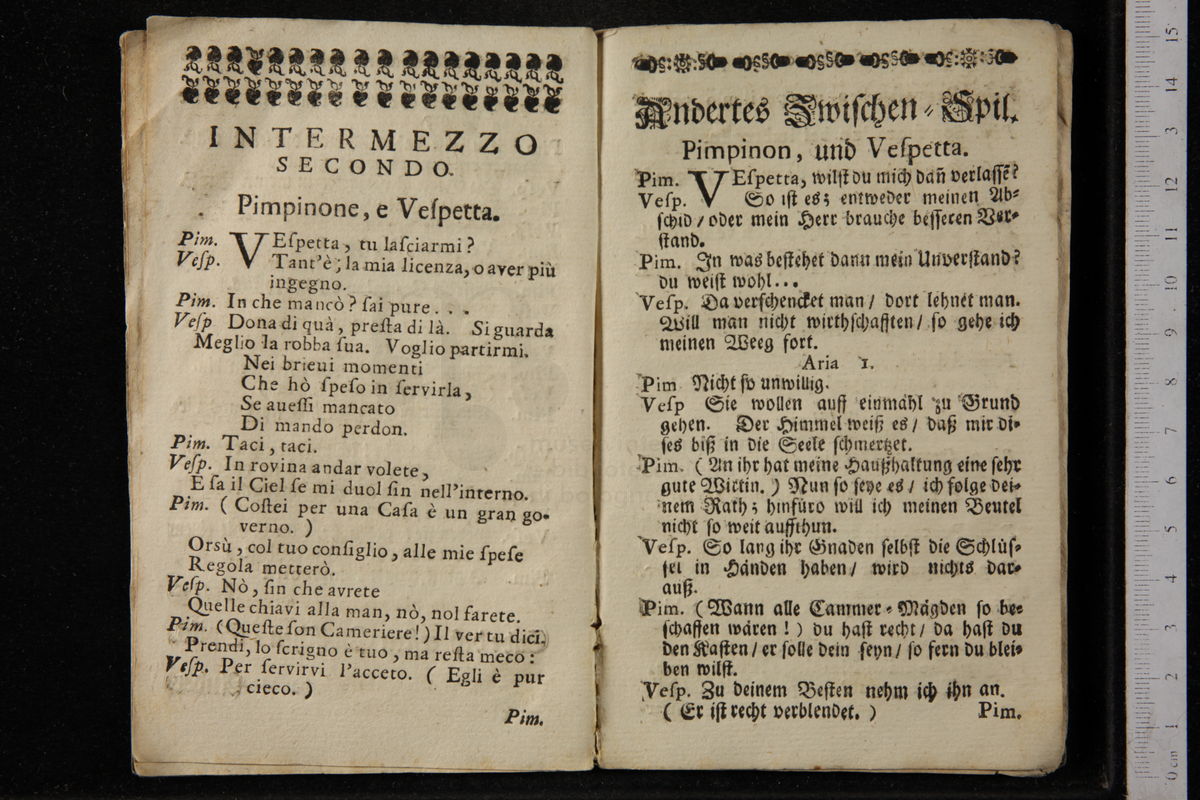 INTERMEZZO
SECONDO.
Pimpinone, e Veſpetta.
Pim. VEſpetta, tu laſciarmi?
Veſp. Tant'è; la mia licenza, o aver più
ingegno.
Pim. In che mancò? ſai pure...
Veſp Dona di quà, preſta di là. Si guarda
Meglio la robba ſua. Voglio partirmi.
Nei brieui momenti
Che hò ſpeſo in ſervirla,
Se aueſſi mancato
Di mando perdon.
Pim. Taci, taci.
Veſp. In rovina andar volete,
E ſa il Ciel ſe mi duol ſin nell'interno.
Pim. (Coſtei per una Caſa è un gran go-
verno. )
Orsù, col tuo conſiglio, alle mie ſpeſe
Regola metterò.
Veſp. Nò, ſin che avrete
Quelle chiavi alla man, nò, nol farete.
Pim. (Queſte ſon Cameriere!) Il ver tu dici.
Prendi, lo ſcrigno è tuo, ma reſta meco:
Veſp. Per ſervirvi l'acceto. ( Egli è pur
cieco. )
Pim.
Andertes Zwiſchen-Spil.
Pimpinon, und Veſpetta.
Pim. VEſpetta, wilſt du mich dañ verlaſſẽ?
Veſp. So iſt es; entweder meinen Ab-
ſchid / oder mein Herr brauche beſſeren Ver-
ſtand.
Pim. In was beſtehet dann mein Unverſtand?
du weiſt wohl...
Veſp. Da verſchencket man / dort lehnet man.
Will man nicht wirthſchafften / ſo gehe ich
meinen Weeg fort.
Aria 1.
Pim Nicht ſo unwillig.
Veſp Sie wollen auff einmahl zu Grund
gehen. Der Himmel weiß es / daß mir di-
ſes biß in die Seele ſchmertzet.
Pim. ( An ihr hat meine Haußhaltung eine ſehr
gute Wirtin. ) Nun ſo ſeye es / ich folge dei-
nem Rath; hinfüro will ich meinen Beutel
nicht ſo weit auffthun.
Veſp. So lang ihr Gnaden ſelbſt die Schlüſ-
ſel in Händen haben / wird nichts dar-
auß.
Pim. (Wann alle Cammer-Mägden ſo be-
ſchaffen wären ! ) du haſt recht / da haſt du
den Kaſten / er ſolle dein ſeyn / ſo fern du blei-
ben wilſt.
Veſp. Zu deinem Beſten nehm ich ihn an.
( Er iſt recht verblendet. ) Pim.